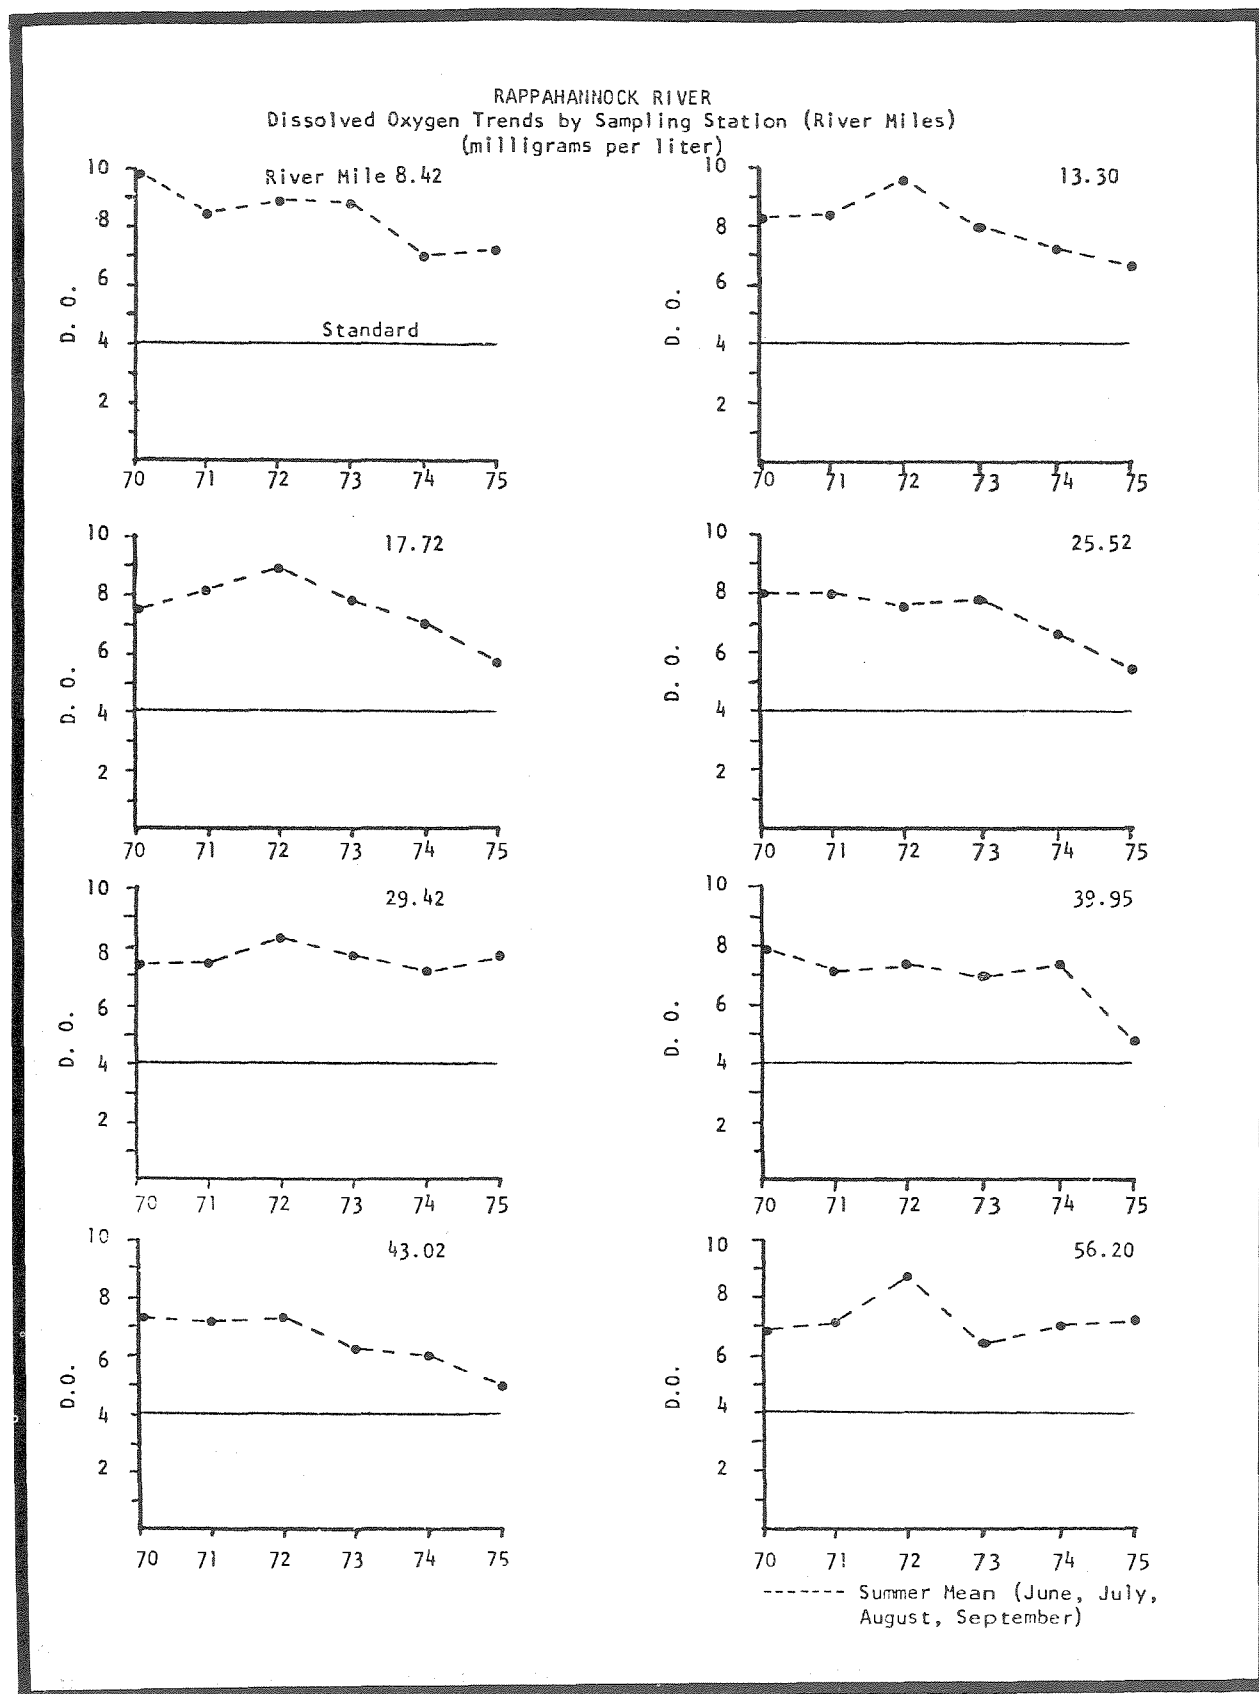 RAPPAHANNOCK RIVER
Dissolved Oxygen Trends by Sampling Station (River Miles)
(milligrams per liter)
River Mile 8.42
10
8
6
4
2
D. O.
Standard
70 71 72 73 74 75
13.30
10
8
6
4
2
D. O.
70 71 72 73 74 75
17.72
10
8
6
4
2
D. O.
70 71 72 73 74 75
25.52
10
8
6
4
2
D. O.
70 71 72 73 74 75
29.42
10
8
6
4
2
D. O.
70 71 72 73 74 75
39.95
10
8
6
4
2
D. O.
70 71 72 73 74 75
43.02
10
8
6
4
2
D.O.
70 71 72 73 74 75
56.20
10
8
6
4
2
D.O.
70 71 72 73 74 75
------- Summer Mean (June, July,
August, September)